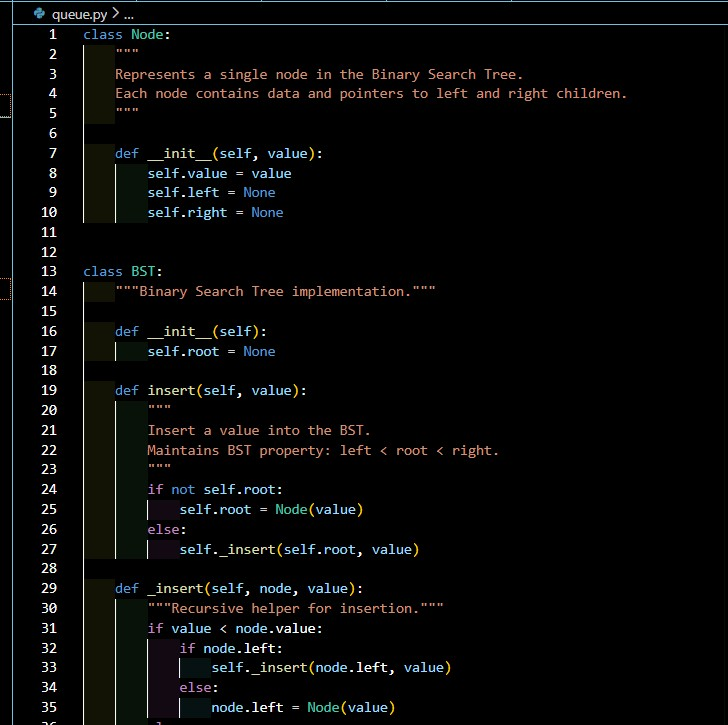 queue.py > ...
1 class Node:
2 """
3 Represents a single node in the Binary Search Tree.
4 Each node contains data and pointers to left and right children.
5 """
6
7 def __init__(self, value):
8 self.value = value
9 self.left = None
10 self.right = None
11
12
13 class BST:
14 """Binary Search Tree implementation."""
15
16 def __init__(self):
17 self.root = None
18
19 def insert(self, value):
20 """
21 Insert a value into the BST.
22 Maintains BST property: left < root < right.
23 """
24 if not self.root:
25 self.root = Node(value)
26 else:
27 self._insert(self.root, value)
28
29 def _insert(self, node, value):
30 """Recursive helper for insertion."""
31 if value < node.value:
32 if node.left:
33 self._insert(node.left, value)
34 else:
35 node.left = Node(value)